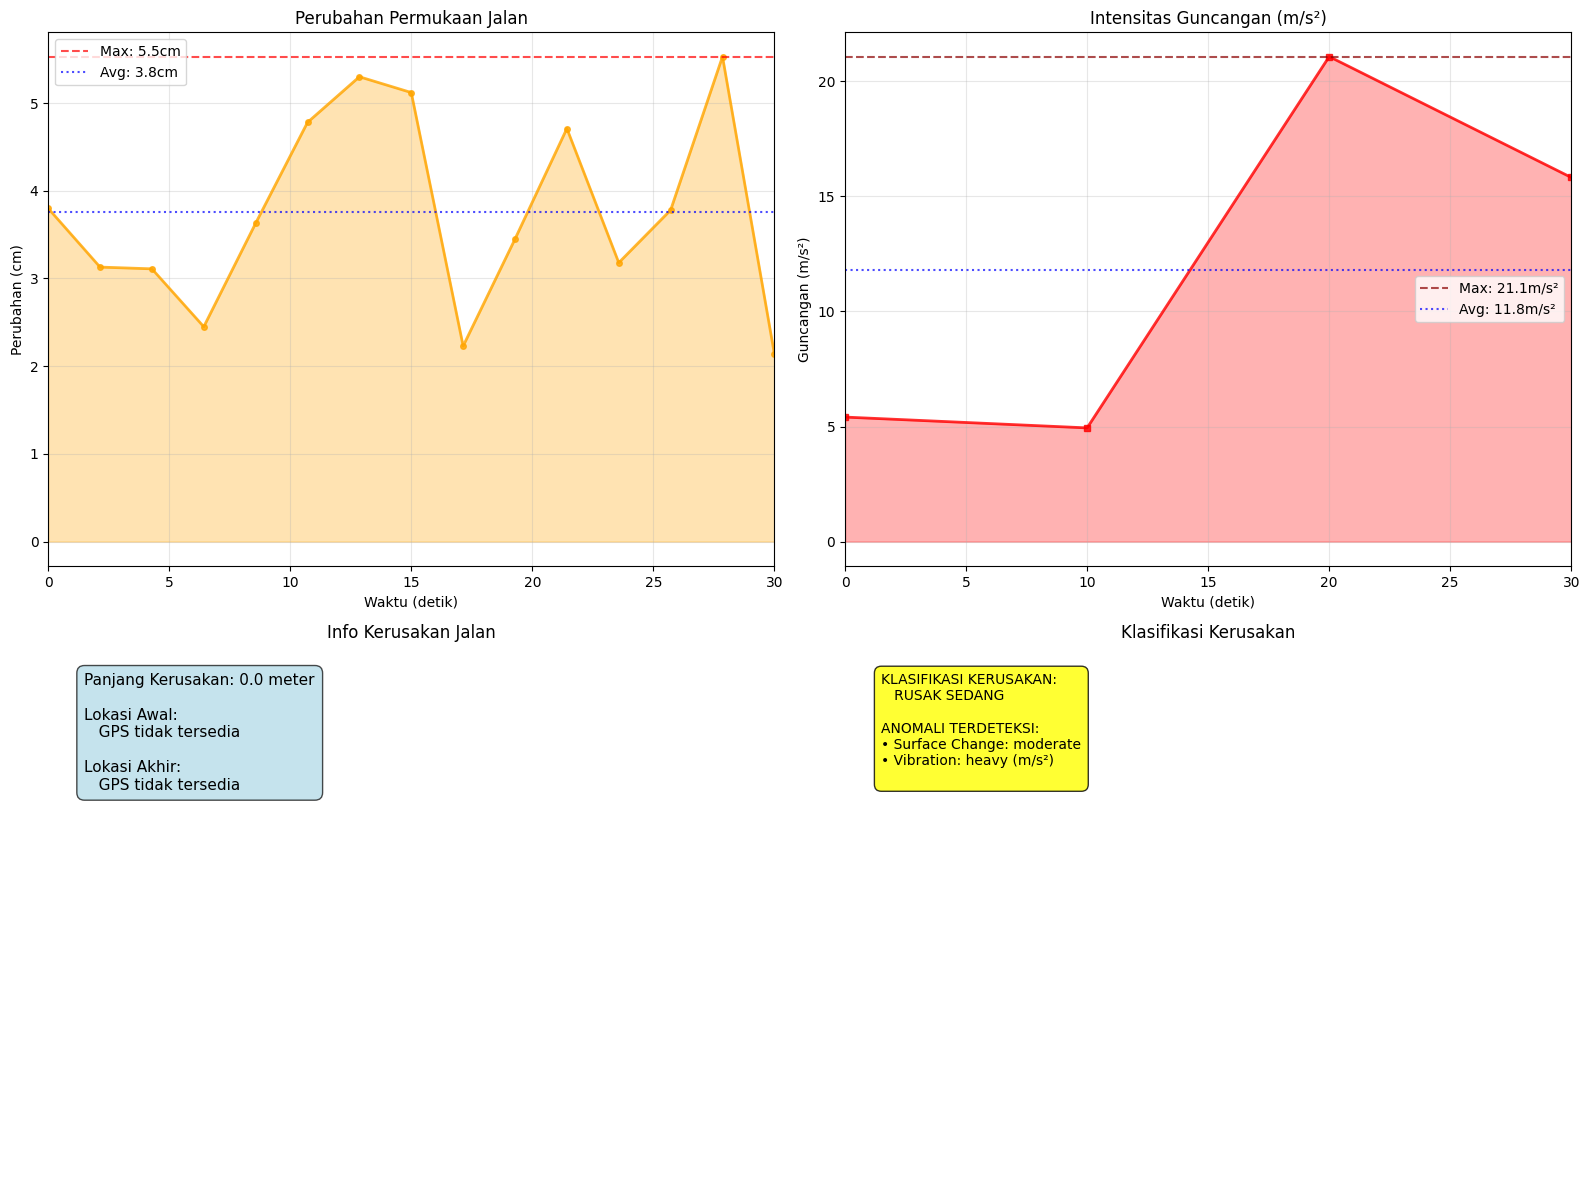 Perubahan Permukaan Jalan
Max: 5.5cm
Avg: 3.8cm
Perubahan (cm)
5
4
3
2
1
0
0 5 10 15 20 25 30
Waktu (detik)
Intensitas Guncangan (m/s²)
Guncangan (m/s²)
20
15
10
5
0
Max: 21.1m/s²
Avg: 11.8m/s²
0 5 10 15 20 25 30
Waktu (detik)
Info Kerusakan Jalan
Panjang Kerusakan: 0.0 meter
Lokasi Awal:
GPS tidak tersedia
Lokasi Akhir:
GPS tidak tersedia
Klasifikasi Kerusakan
KLASIFIKASI KERUSAKAN:
RUSAK SEDANG
ANOMALI TERDETEKSI:
• Surface Change: moderate
• Vibration: heavy (m/s²)